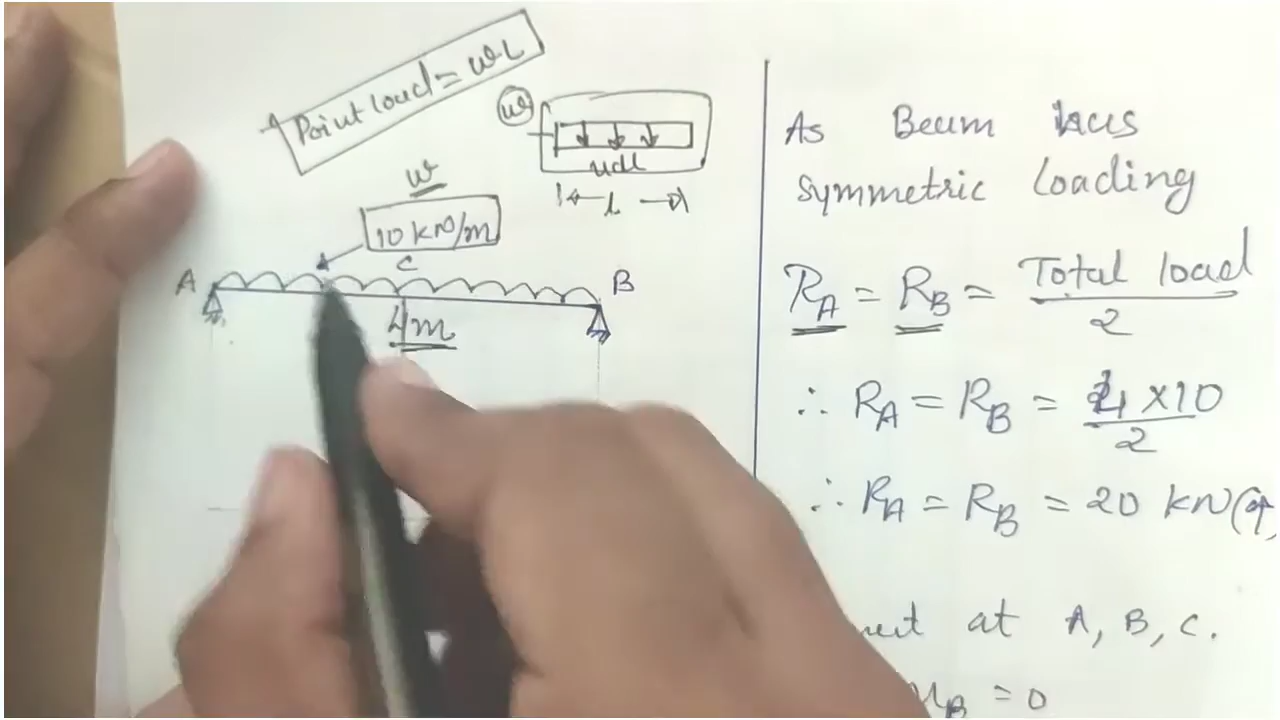 Point load = wL
w
udl
L
w
10 kN/m
A
C
B
4m
As Beam has
symmetric loading
RA = RB = Total load
2
∴ RA = RB = 4 x 10
2
∴ RA = RB = 20 kN
at A, B, C.
MB = 0